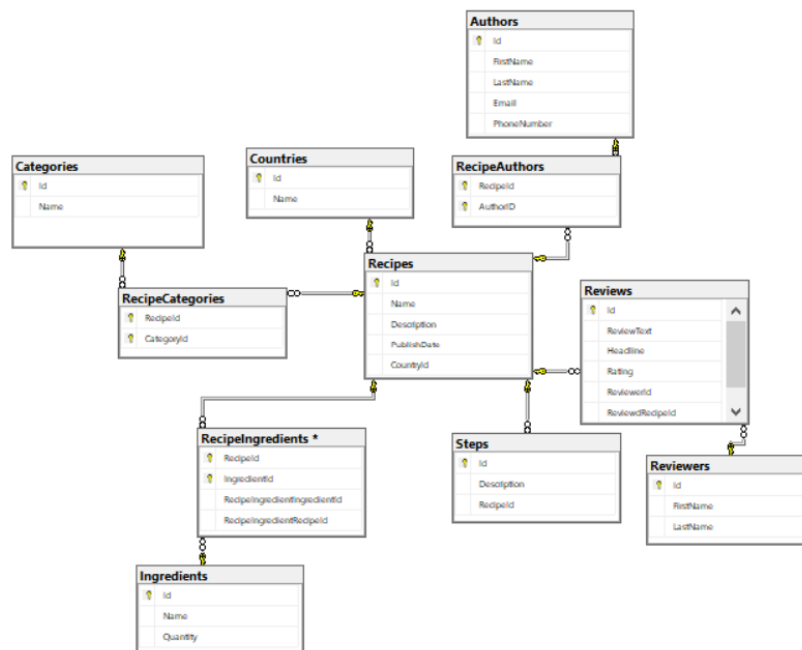 Authors
Id
FirstName
LastName
Email
PhoneNumber
Categories
Id
Name
Countries
Id
Name
RecipeAuthors
RecipeId
AuthorID
Recipes
Id
Name
Description
PublishDate
CountryId
RecipeCategories
RecipeId
CategoryId
Reviews
Id
ReviewText
Headline
Rating
ReviewerId
ReviewdRecipeId
RecipeIngredients *
RecipeId
IngredientId
RecipeIngredientIngredientId
RecipeIngredientRecipeId
Steps
Id
Description
RecipeId
Reviewers
Id
FirstName
LastName
Ingredients
Id
Name
Quantity